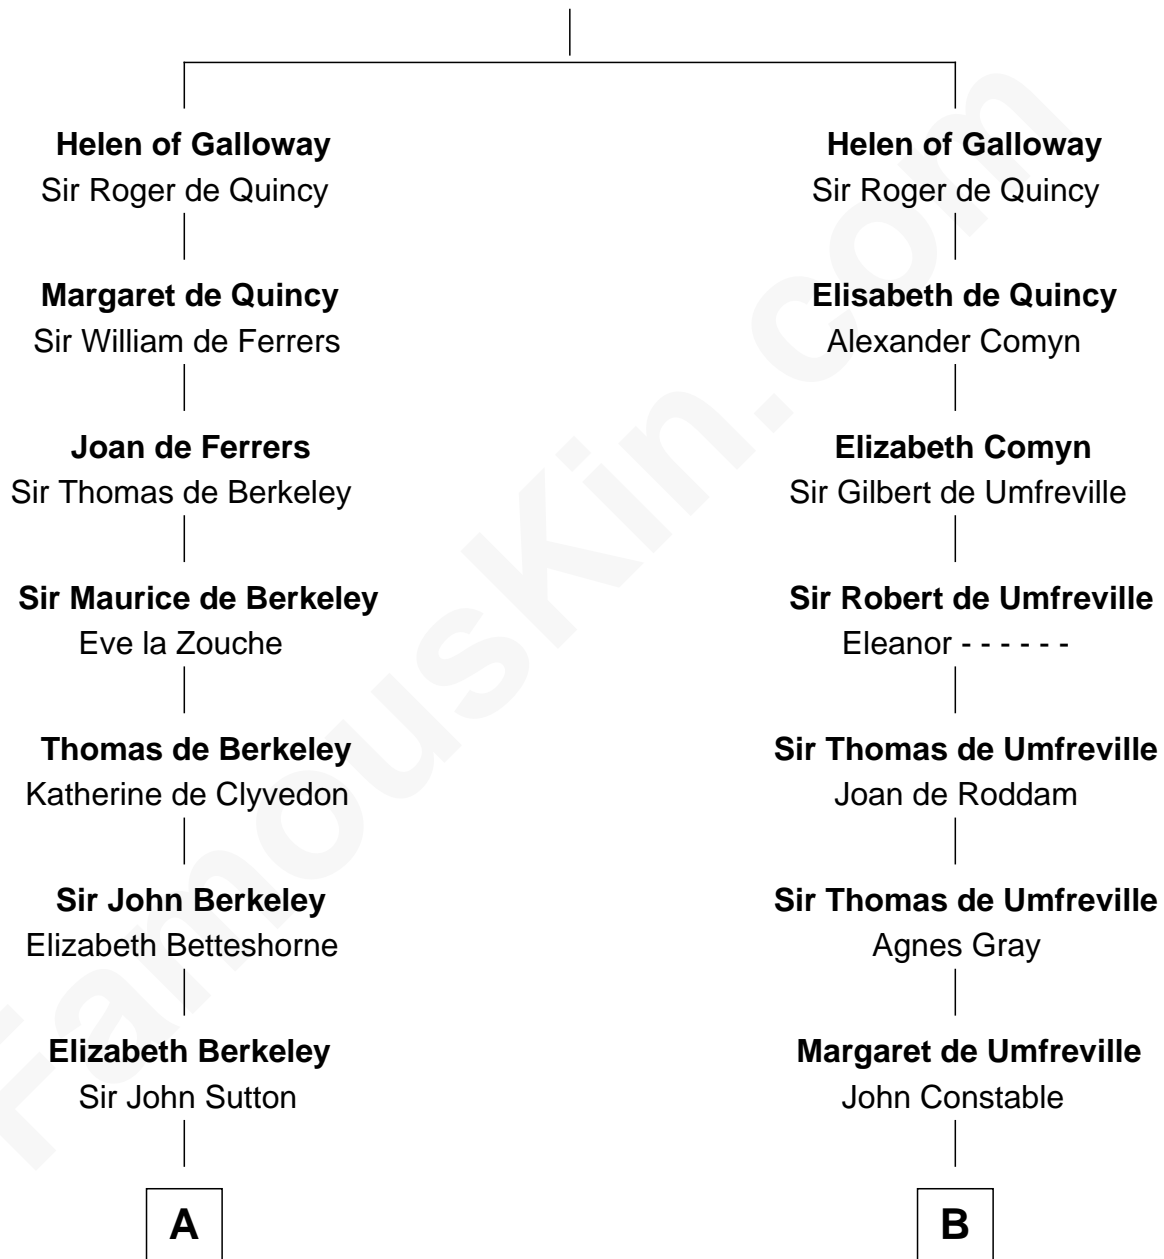 Helen of Galloway
Sir Roger de Quincy
Margaret de Quincy
Sir William de Ferrers
Joan de Ferrers
Sir Thomas de Berkeley
Sir Maurice de Berkeley
Eve la Zouche
Thomas de Berkeley
Katherine de Clyvedon
Sir John Berkeley
Elizabeth Betteshorne
Elizabeth Berkeley
Sir John Sutton
A
Helen of Galloway
Sir Roger de Quincy
Elisabeth de Quincy
Alexander Comyn
Elizabeth Comyn
Sir Gilbert de Umfreville
Sir Robert de Umfreville
Eleanor - - - - - -
Sir Thomas de Umfreville
Joan de Roddam
Sir Thomas de Umfreville
Agnes Gray
Margaret de Umfreville
John Constable
B
FamousKin.com